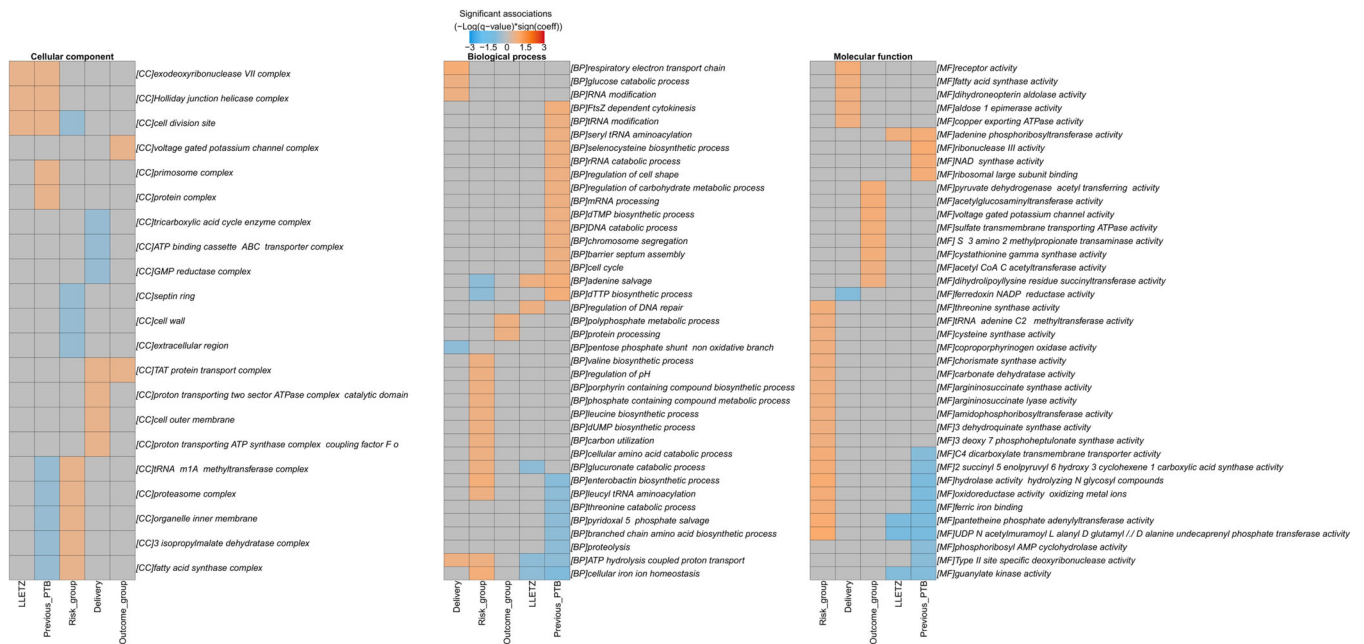 Significant associations
(−Log(q−value)*sign(coeff))
−3 −1.5 0 1.5 3
Cellular component
[CC]exodeoxyribonuclease VII complex
[CC]Holliday junction helicase complex
[CC]cell division site
[CC]voltage gated potassium channel complex
[CC]primosome complex
[CC]protein complex
[CC]tricarboxylic acid cycle enzyme complex
[CC]ATP binding cassette ABC transporter complex
[CC]GMP reductase complex
[CC]septin ring
[CC]cell wall
[CC]extracellular region
[CC]TAT protein transport complex
[CC]proton transporting two sector ATPase complex catalytic domain
[CC]cell outer membrane
[CC]proton transporting ATP synthase complex coupling factor F o
[CC]tRNA m1A methyltransferase complex
[CC]proteasome complex
[CC]organelle inner membrane
[CC]3 isopropylmalate dehydratase complex
[CC]fatty acid synthase complex
LLETZ
Previous_PTB
Risk_group
Delivery
Outcome_group
Biological process
[BP]respiratory electron transport chain
[BP]glucose catabolic process
[BP]RNA modification
[BP]FtsZ dependent cytokinesis
[BP]tRNA modification
[BP]seryl tRNA aminoacylation
[BP]selenocysteine biosynthetic process
[BP]rRNA catabolic process
[BP]regulation of cell shape
[BP]regulation of carbohydrate metabolic process
[BP]mRNA processing
[BP]dTMP biosynthetic process
[BP]DNA catabolic process
[BP]chromosome segregation
[BP]barrier septum assembly
[BP]cell cycle
[BP]adenine salvage
[BP]dTTP biosynthetic process
[BP]regulation of DNA repair
[BP]polyphosphate metabolic process
[BP]protein processing
[BP]pentose phosphate shunt non oxidative branch
[BP]valine biosynthetic process
[BP]regulation of pH
[BP]porphyrin containing compound biosynthetic process
[BP]phosphate containing compound metabolic process
[BP]leucine biosynthetic process
[BP]dUMP biosynthetic process
[BP]carbon utilization
[BP]cellular amino acid catabolic process
[BP]glucuronate catabolic process
[BP]enterobactin biosynthetic process
[BP]leucyl tRNA aminoacylation
[BP]threonine catabolic process
[BP]pyridoxal 5 phosphate salvage
[BP]branched chain amino acid biosynthetic process
[BP]proteolysis
[BP]ATP hydrolysis coupled proton transport
[BP]cellular iron ion homeostasis
Delivery
Risk_group
Outcome_group
LLETZ
Previous_PTB
Molecular function
[MF]receptor activity
[MF]fatty acid synthase activity
[MF]dihydroneopterin aldolase activity
[MF]aldose 1 epimerase activity
[MF]copper exporting ATPase activity
[MF]adenine phosphoribosyltransferase activity
[MF]ribonuclease III activity
[MF]NAD synthase activity
[MF]ribosomal large subunit binding
[MF]pyruvate dehydrogenase acetyl transferring activity
[MF]acetylglucosaminyltransferase activity
[MF]voltage gated potassium channel activity
[MF]sulfate transmembrane transporting ATPase activity
[MF] S 3 amino 2 methylpropionate transaminase activity
[MF]cystathionine gamma synthase activity
[MF]acetyl CoA C acetyltransferase activity
[MF]dihydrolipoyllysine residue succinyltransferase activity
[MF]ferredoxin NADP reductase activity
[MF]threonine synthase activity
[MF]tRNA adenine C2 methyltransferase activity
[MF]cysteine synthase activity
[MF]coproporphyrinogen oxidase activity
[MF]chorismate synthase activity
[MF]carbonate dehydratase activity
[MF]argininosuccinate synthase activity
[MF]argininosuccinate lyase activity
[MF]amidophosphoribosyltransferase activity
[MF]3 dehydroquinate synthase activity
[MF]3 deoxy 7 phosphoheptulonate synthase activity
[MF]C4 dicarboxylate transmembrane transporter activity
[MF]2 succinyl 5 enolpyruvyl 6 hydroxy 3 cyclohexene 1 carboxylic acid synthase activity
[MF]hydrolase activity hydrolyzing N glycosyl compounds
[MF]oxidoreductase activity oxidizing metal ions
[MF]ferric iron binding
[MF]pantetheine phosphate adenylyltransferase activity
[MF]UDP N acetylmuramoyl L alanyl D glutamyl // D alanine undecaprenyl phosphate transferase activity
[MF]phosphoribosyl AMP cyclohydrolase activity
[MF]Type II site specific deoxyribonuclease activity
[MF]guanylate kinase activity
Risk_group
Delivery
Outcome_group
LLETZ
Previous_PTB